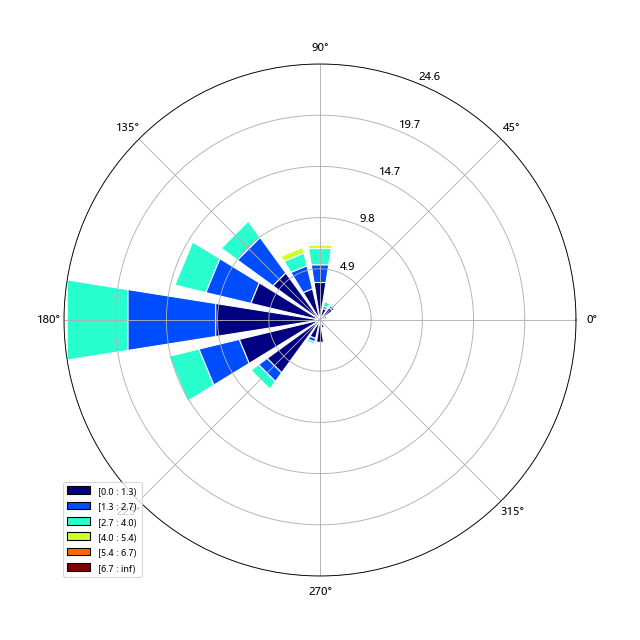 90°
24.6
135°
19.7
45°
14.7
9.8
4.9
180°
0°
[0.0 : 1.3)
[1.3 : 2.7)
225°
315°
[2.7 : 4.0)
[4.0 : 5.4)
[5.4 : 6.7)
[6.7 : inf)
270°